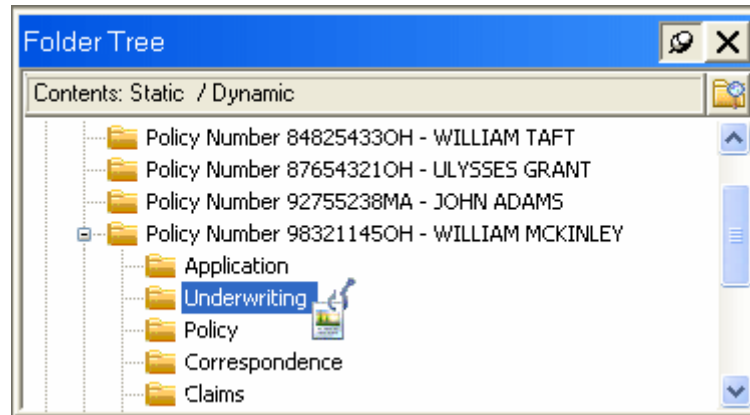 Folder Tree
Contents: Static / Dynamic
Policy Number 84825433OH - WILLIAM TAFT
Policy Number 87654321OH - ULYSSES GRANT
Policy Number 92755238MA - JOHN ADAMS
Policy Number 98321145OH - WILLIAM MCKINLEY
Application
Underwriting
Policy
Correspondence
Claims